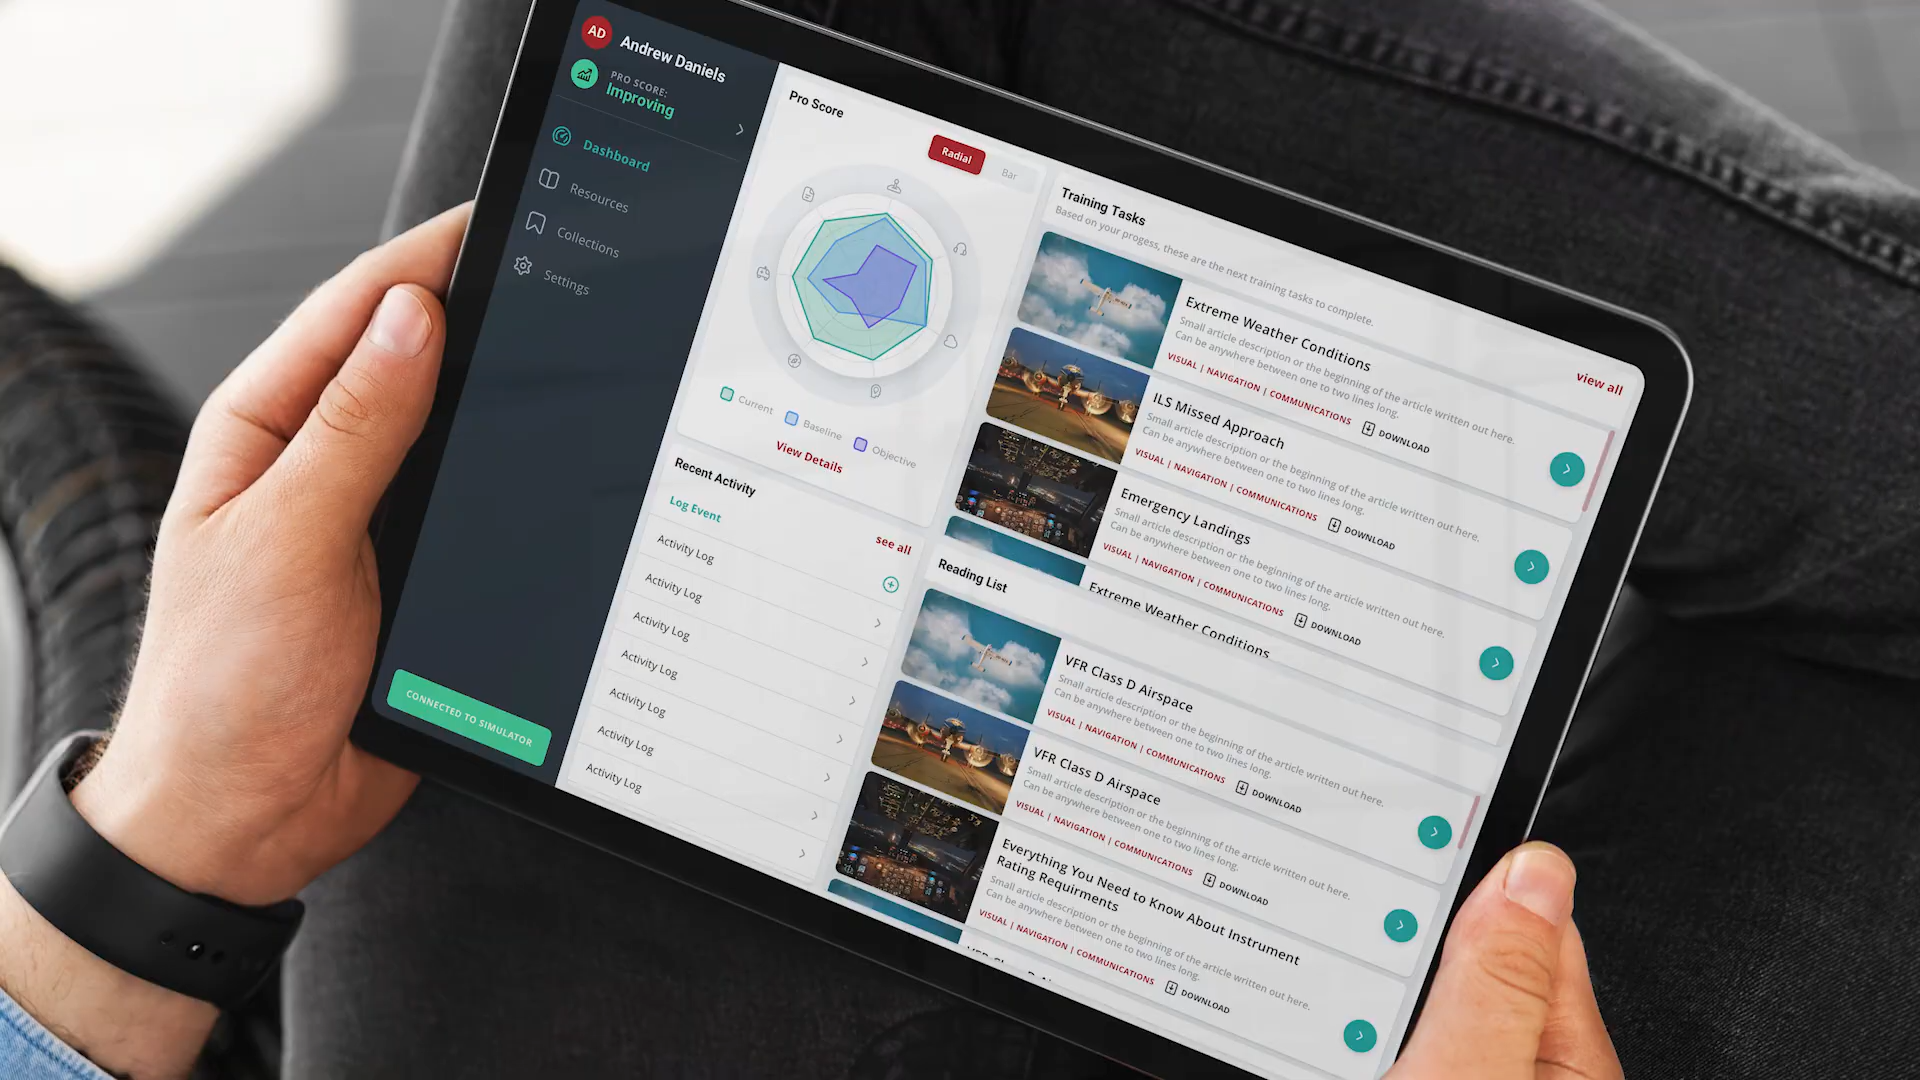 AD
Andrew Daniels
PRO SCORE:
Improving
Dashboard
Resources
Collections
Settings
CONNECTED TO SIMULATOR
Pro Score
Radial
Bar
Current
Baseline
Objective
View Details
Recent Activity
see all
Log Event
Activity Log
Activity Log
Activity Log
Activity Log
Activity Log
Activity Log
Activity Log
Training Tasks
Based on your progess, these are the next training tasks to complete.
view all
Extreme Weather Conditions
Small article description or the beginning of the article written out here.
Can be anywhere between one to two lines long.
VISUAL | NAVIGATION | COMMUNICATIONS
DOWNLOAD
ILS Missed Approach
Small article description or the beginning of the article written out here.
Can be anywhere between one to two lines long.
VISUAL | NAVIGATION | COMMUNICATIONS
DOWNLOAD
Emergency Landings
Small article description or the beginning of the article written out here.
Can be anywhere between one to two lines long.
VISUAL | NAVIGATION | COMMUNICATIONS
DOWNLOAD
Extreme Weather Conditions
Reading List
VFR Class D Airspace
Small article description or the beginning of the article written out here.
Can be anywhere between one to two lines long.
VISUAL | NAVIGATION | COMMUNICATIONS
DOWNLOAD
VFR Class D Airspace
Small article description or the beginning of the article written out here.
Can be anywhere between one to two lines long.
VISUAL | NAVIGATION | COMMUNICATIONS
DOWNLOAD
Everything You Need to Know About Instrument
Rating Requirments
Small article description or the beginning of the article written out here.
Can be anywhere between one to two lines long.
VISUAL | NAVIGATION | COMMUNICATIONS
DOWNLOAD